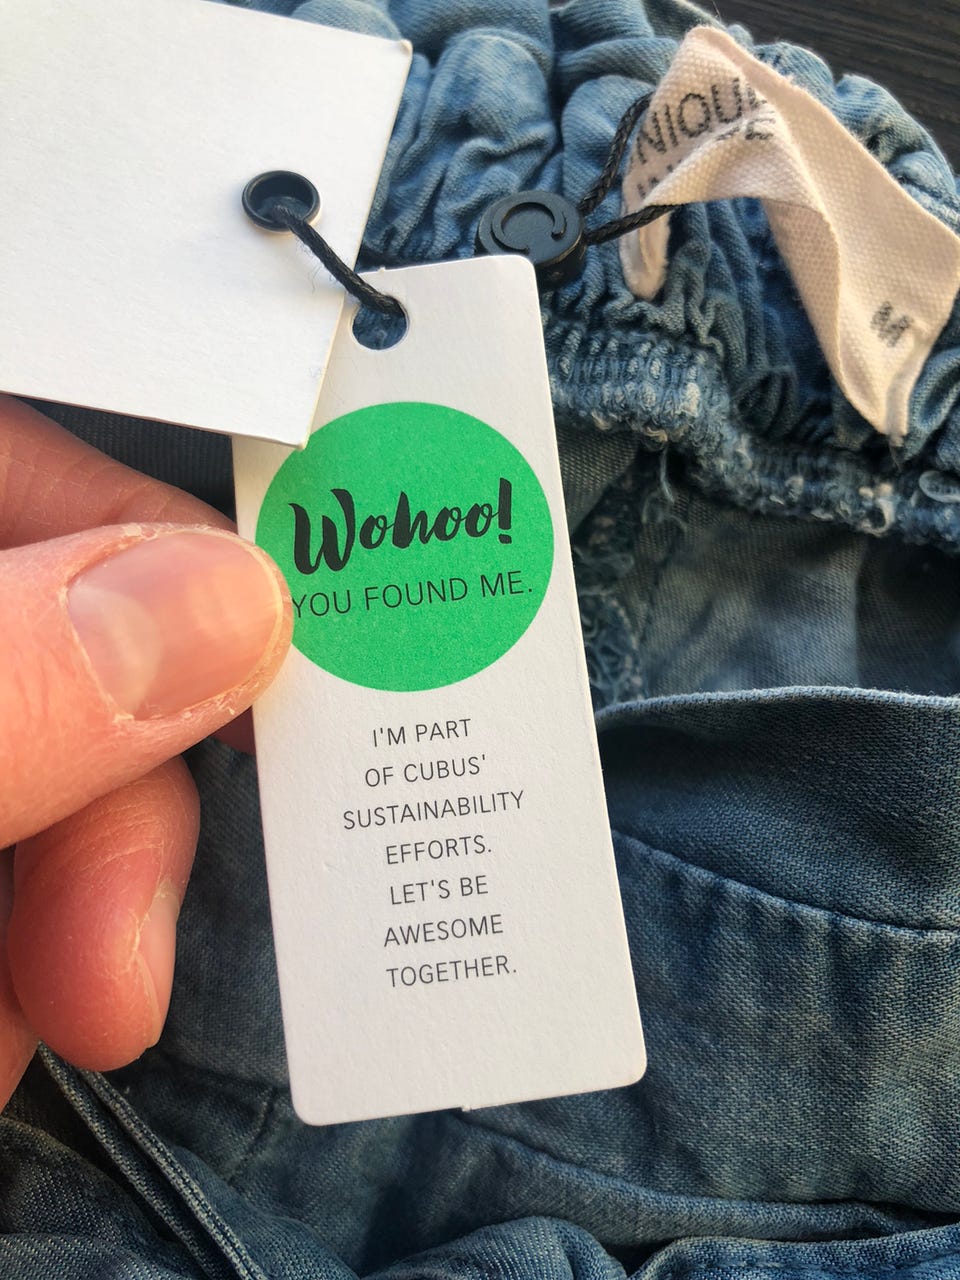 Wohoo!
YOU FOUND ME.
I'M PART
OF CUBUS'
SUSTAINABILITY
EFFORTS.
LET'S BE
AWESOME
TOGETHER.
M